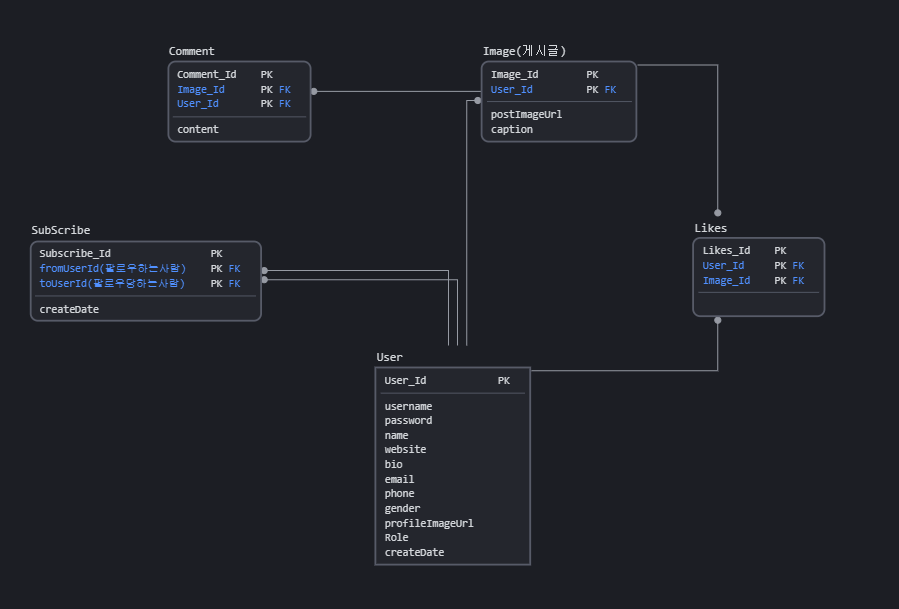 Comment
Comment_Id PK
Image_Id PK FK
User_Id PK FK
content
Image(게시글)
Image_Id PK
User_Id PK FK
postImageUrl
caption
SubScribe
Subscribe_Id PK
fromUserId(팔로우하는사람) PK FK
toUserId(팔로우당하는사람) PK FK
createDate
Likes
Likes_Id PK
User_Id PK FK
Image_Id PK FK
User
User_Id PK
username
password
name
website
bio
email
phone
gender
profileImageUrl
Role
createDate